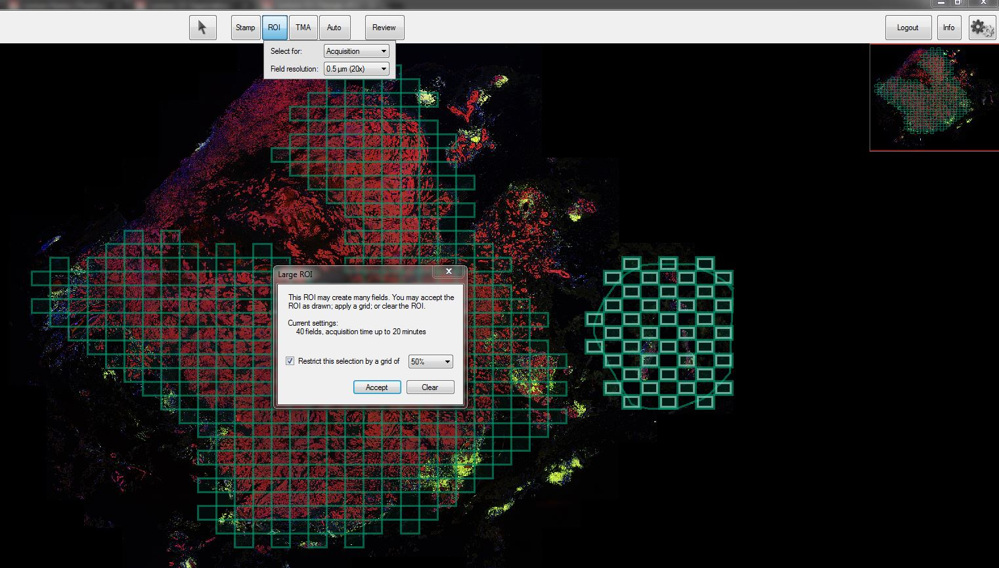 Stamp
ROI
TMA
Auto
Review
Logout
Info
Select for:
Acquisition
Field resolution:
0.5 µm (20x)
Large ROI
This ROI may create many fields. You may accept the
ROI as drawn; apply a grid; or clear the ROI.
Current settings:
40 fields, acquisition time up to 20 minutes
Restrict this selection by a grid of
50%
Accept
Clear